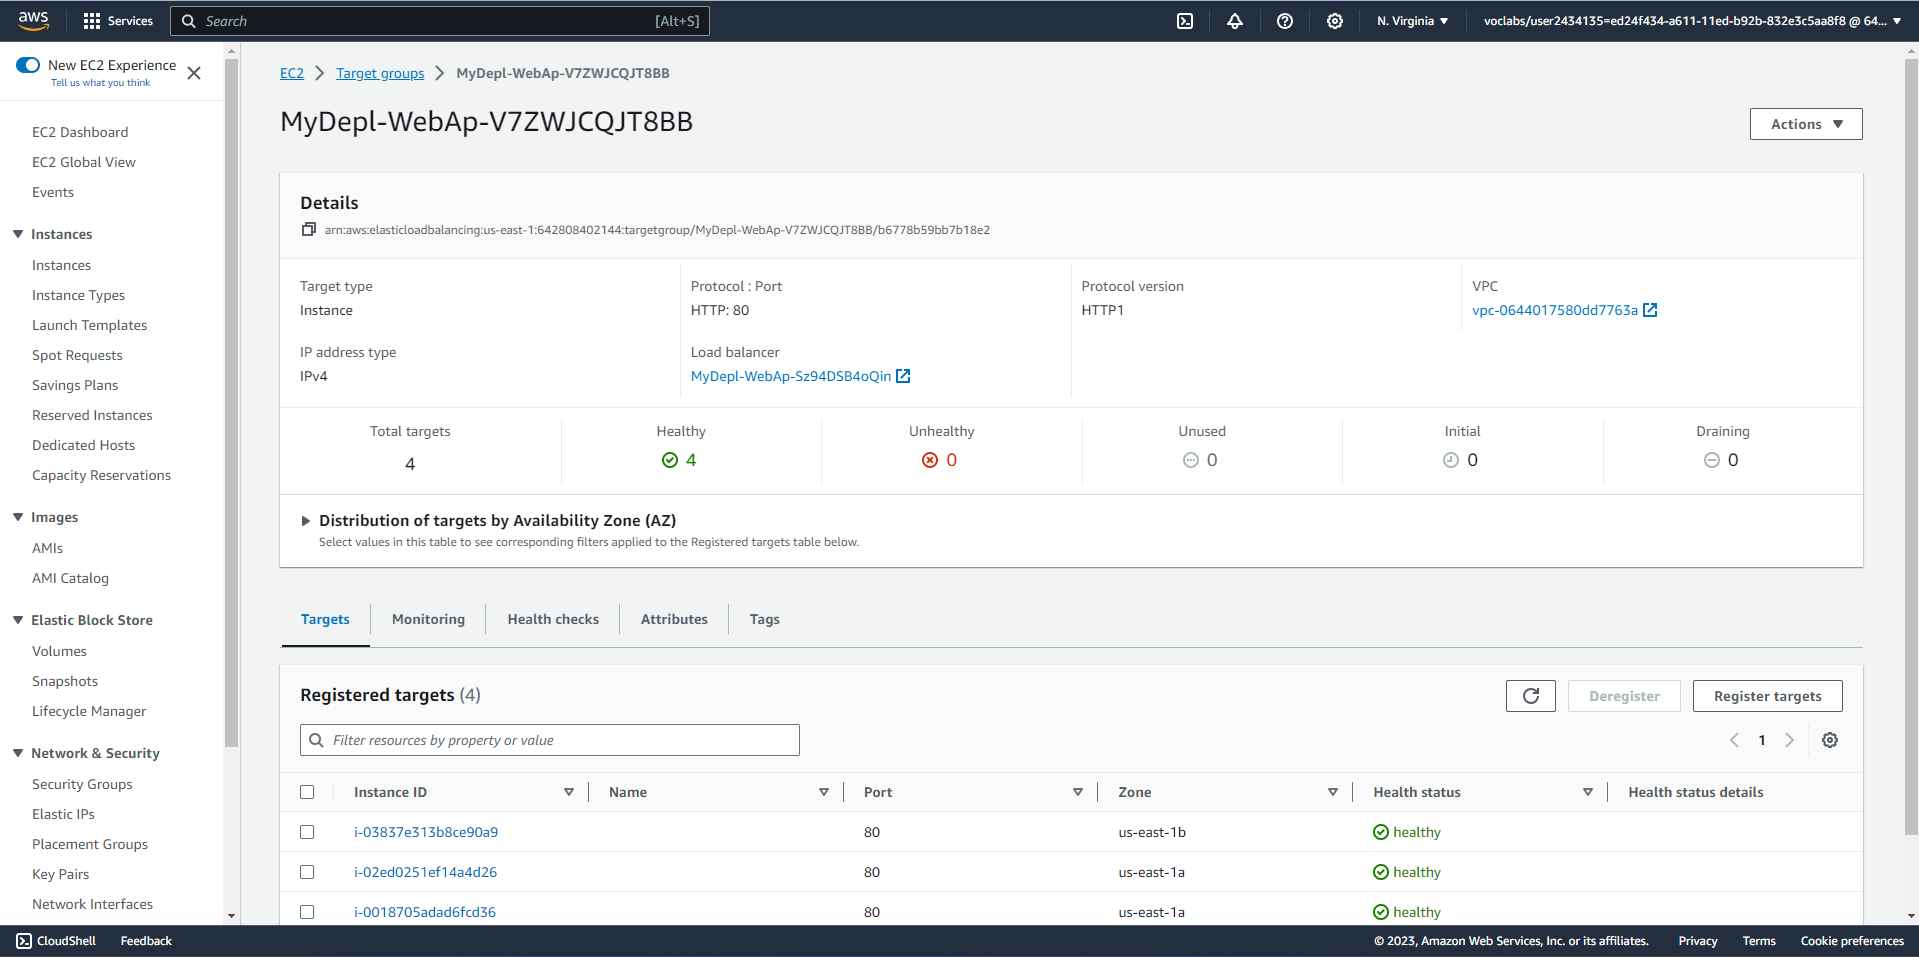 aws
Services
Search
[Alt+S]
N. Virginia
voclabs/user2434135=ed24f434-a611-11ed-b92b-832e3c5aa8f8 @ 64...
New EC2 Experience
Tell us what you think
EC2 Dashboard
EC2 Global View
Events
Instances
Instances
Instance Types
Launch Templates
Spot Requests
Savings Plans
Reserved Instances
Dedicated Hosts
Capacity Reservations
Images
AMIs
AMI Catalog
Elastic Block Store
Volumes
Snapshots
Lifecycle Manager
Network & Security
Security Groups
Elastic IPs
Placement Groups
Key Pairs
Network Interfaces
EC2 > Target groups > MyDepl-WebAp-V7ZWJCQJT8BB
MyDepl-WebAp-V7ZWJCQJT8BB
Actions
Details
arn:aws:elasticloadbalancing:us-east-1:642808402144:targetgroup/MyDepl-WebAp-V7ZWJCQJT8BB/b6778b59bb7b18e2
Target type
Instance
Protocol : Port
HTTP: 80
Protocol version
HTTP1
VPC
vpc-0644017580dd7763a
IP address type
IPv4
Load balancer
MyDepl-WebAp-Sz94DSB4oQin
Total targets
4
Healthy
4
Unhealthy
0
Unused
0
Initial
0
Draining
0
Distribution of targets by Availability Zone (AZ)
Select values in this table to see corresponding filters applied to the Registered targets table below.
Targets
Monitoring
Health checks
Attributes
Tags
Registered targets (4)
Deregister
Register targets
Filter resources by property or value
1
Instance ID Name Port Zone Health status Health status details
i-03837e313b8ce90a9 80 us-east-1b healthy
i-02ed0251ef14a4d26 80 us-east-1a healthy
i-0018705adad6fcd36 80 us-east-1a healthy
CloudShell
Feedback
© 2023, Amazon Web Services, Inc. or its affiliates.
Privacy
Terms
Cookie preferences